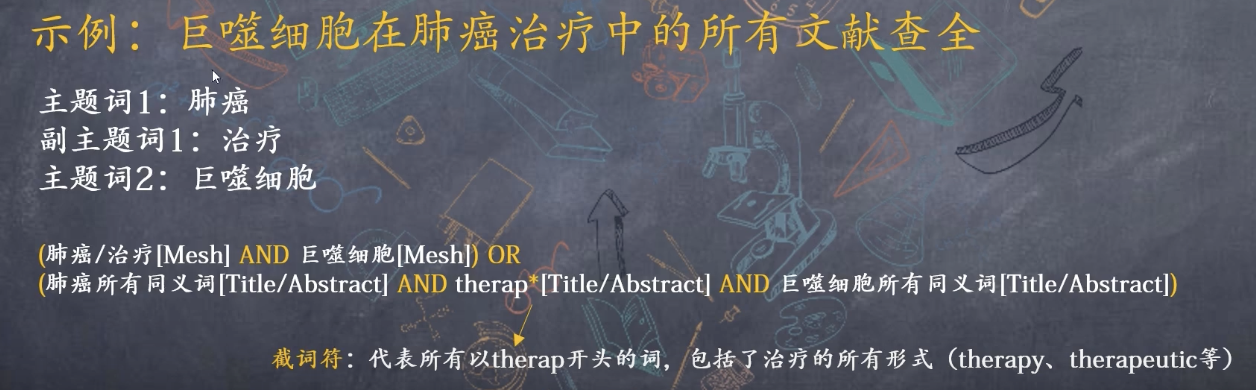 示例：巨噬细胞在肺癌治疗中的所有文献查全
主题词1：肺癌
副主题词1：治疗
主题词2：巨噬细胞
(肺癌/治疗[Mesh] AND 巨噬细胞[Mesh]) OR
(肺癌所有同义词[Title/Abstract] AND therap*[Title/Abstract] AND 巨噬细胞所有同义词[Title/Abstract])
截词符：代表所有以therap开头的词，包括了治疗的所有形式（therapy、therapeutic等）